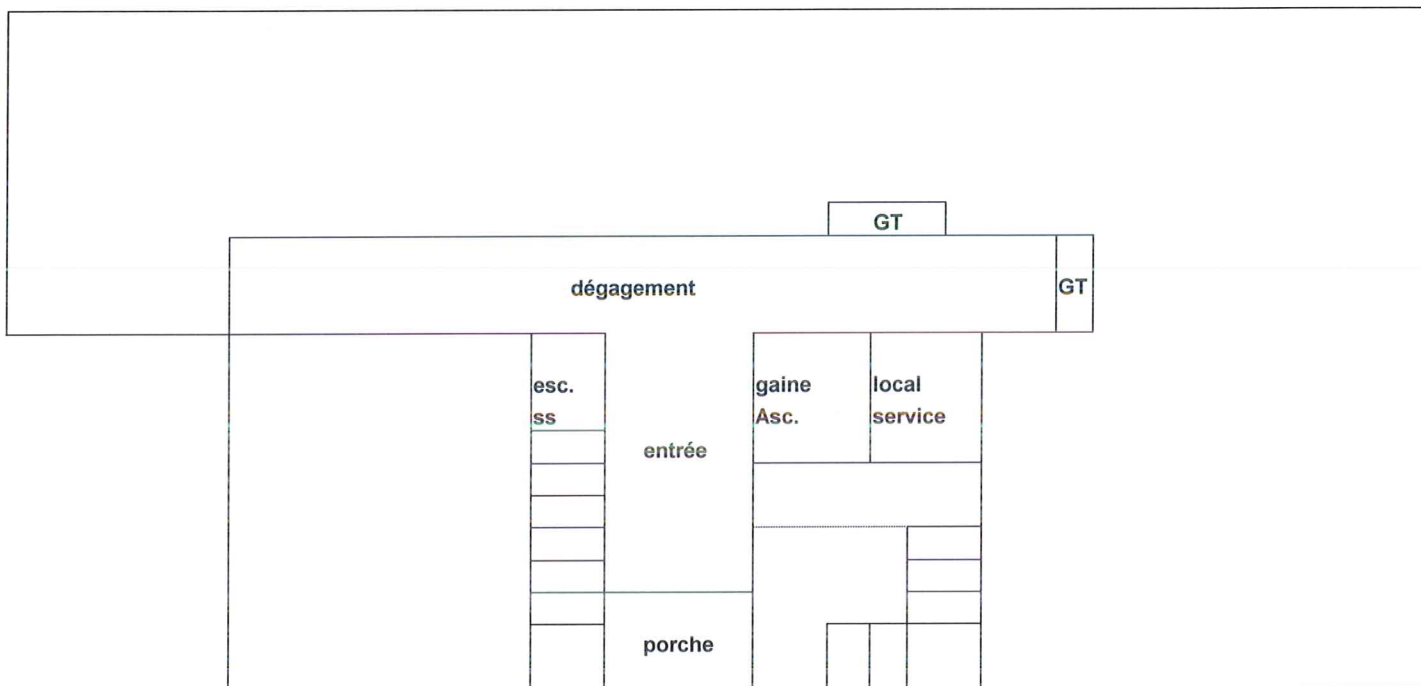 GT
dégagement
GT
esc.
ss
gaine
Asc.
local
service
entrée
porche